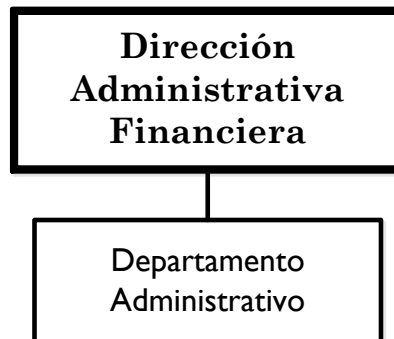 Dirección
Administrativa
Financiera
Departamento
Administrativo